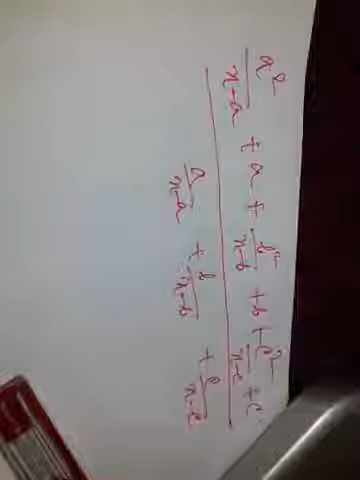 a²/(x-a) + a + b²/(x-b) + b + c²/(x-c) + c
a/(x-a) + b/(x-b) + c/(x-c)